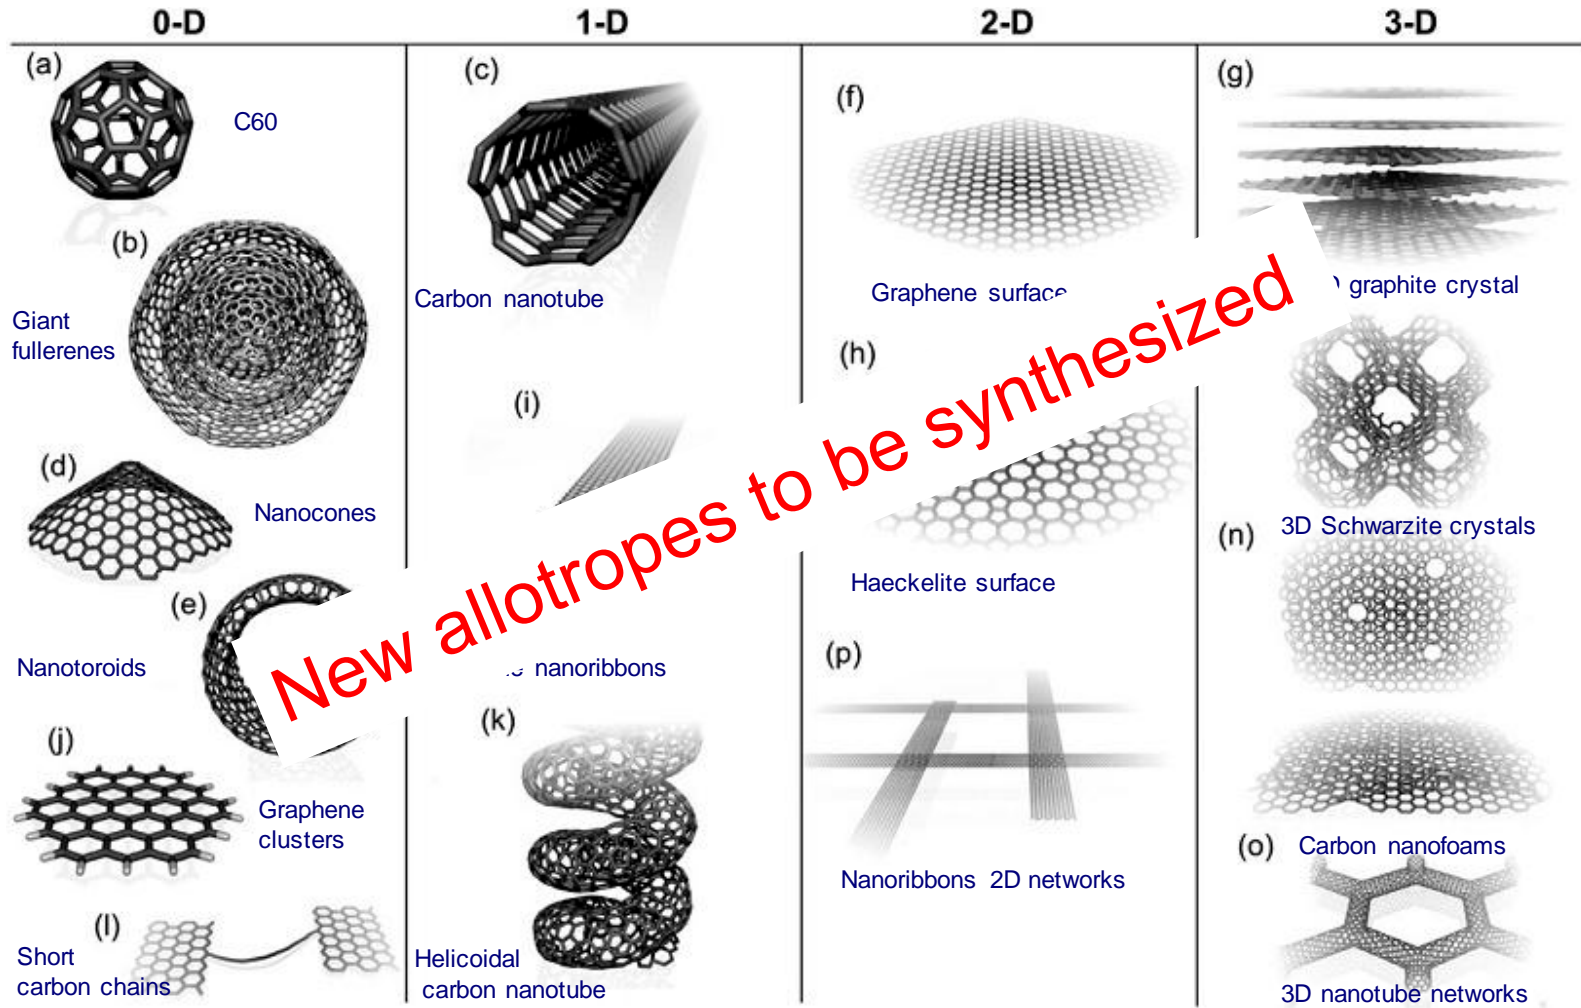 0-D
1-D
2-D
3-D
(a)
C60
(b)
Giant
fullerenes
(d)
Nanocones
(e)
Nanotoroids
(j)
Graphene
clusters
(l)
Short
carbon chains
(c)
Carbon nanotube
(i)
nanoribbons
(k)
Helicoidal
carbon nanotube
(f)
Graphene surface
(h)
Haeckelite surface
(p)
Nanoribbons 2D networks
(g)
graphite crystal
3D Schwarzite crystals
(n)
Carbon nanofoams
(o)
3D nanotube networks
New allotropes to be synthesized